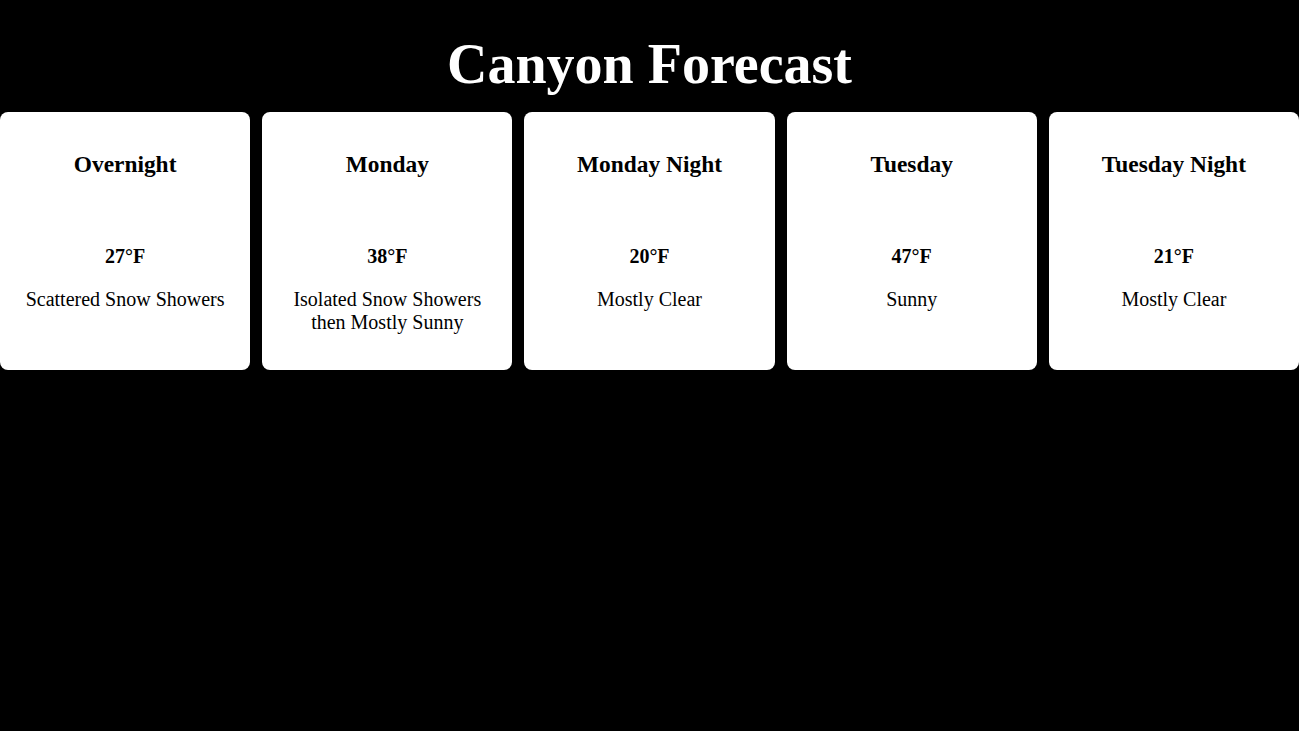 Canyon Forecast
Overnight
27°F
Scattered Snow Showers
Monday
38°F
Isolated Snow Showers
then Mostly Sunny
Monday Night
20°F
Mostly Clear
Tuesday
47°F
Sunny
Tuesday Night
21°F
Mostly Clear